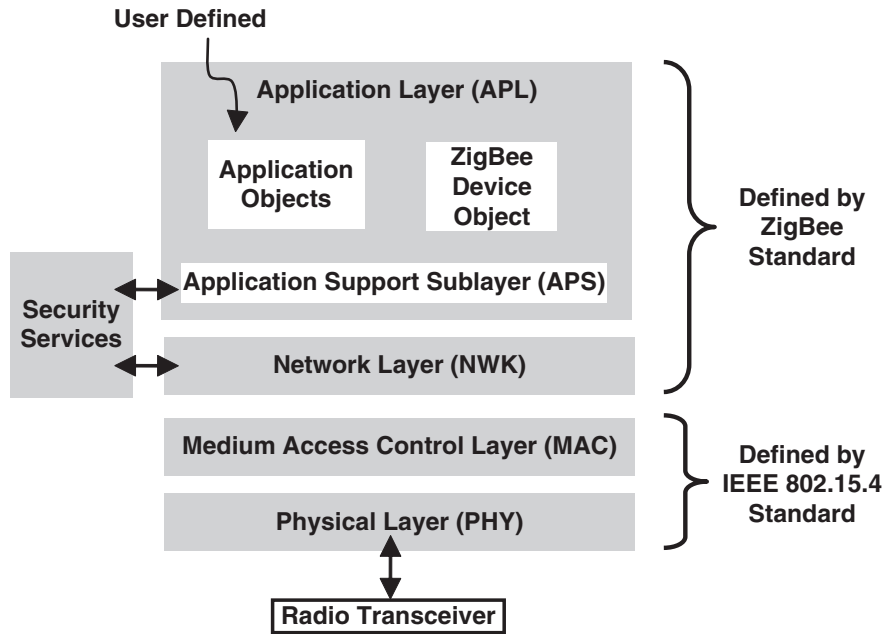 User Defined
Application Layer (APL)
Application
Objects
ZigBee
Device
Object
Defined by
ZigBee
Standard
Application Support Sublayer (APS)
Security
Services
Network Layer (NWK)
Medium Access Control Layer (MAC)
Defined by
IEEE 802.15.4
Standard
Physical Layer (PHY)
Radio Transceiver